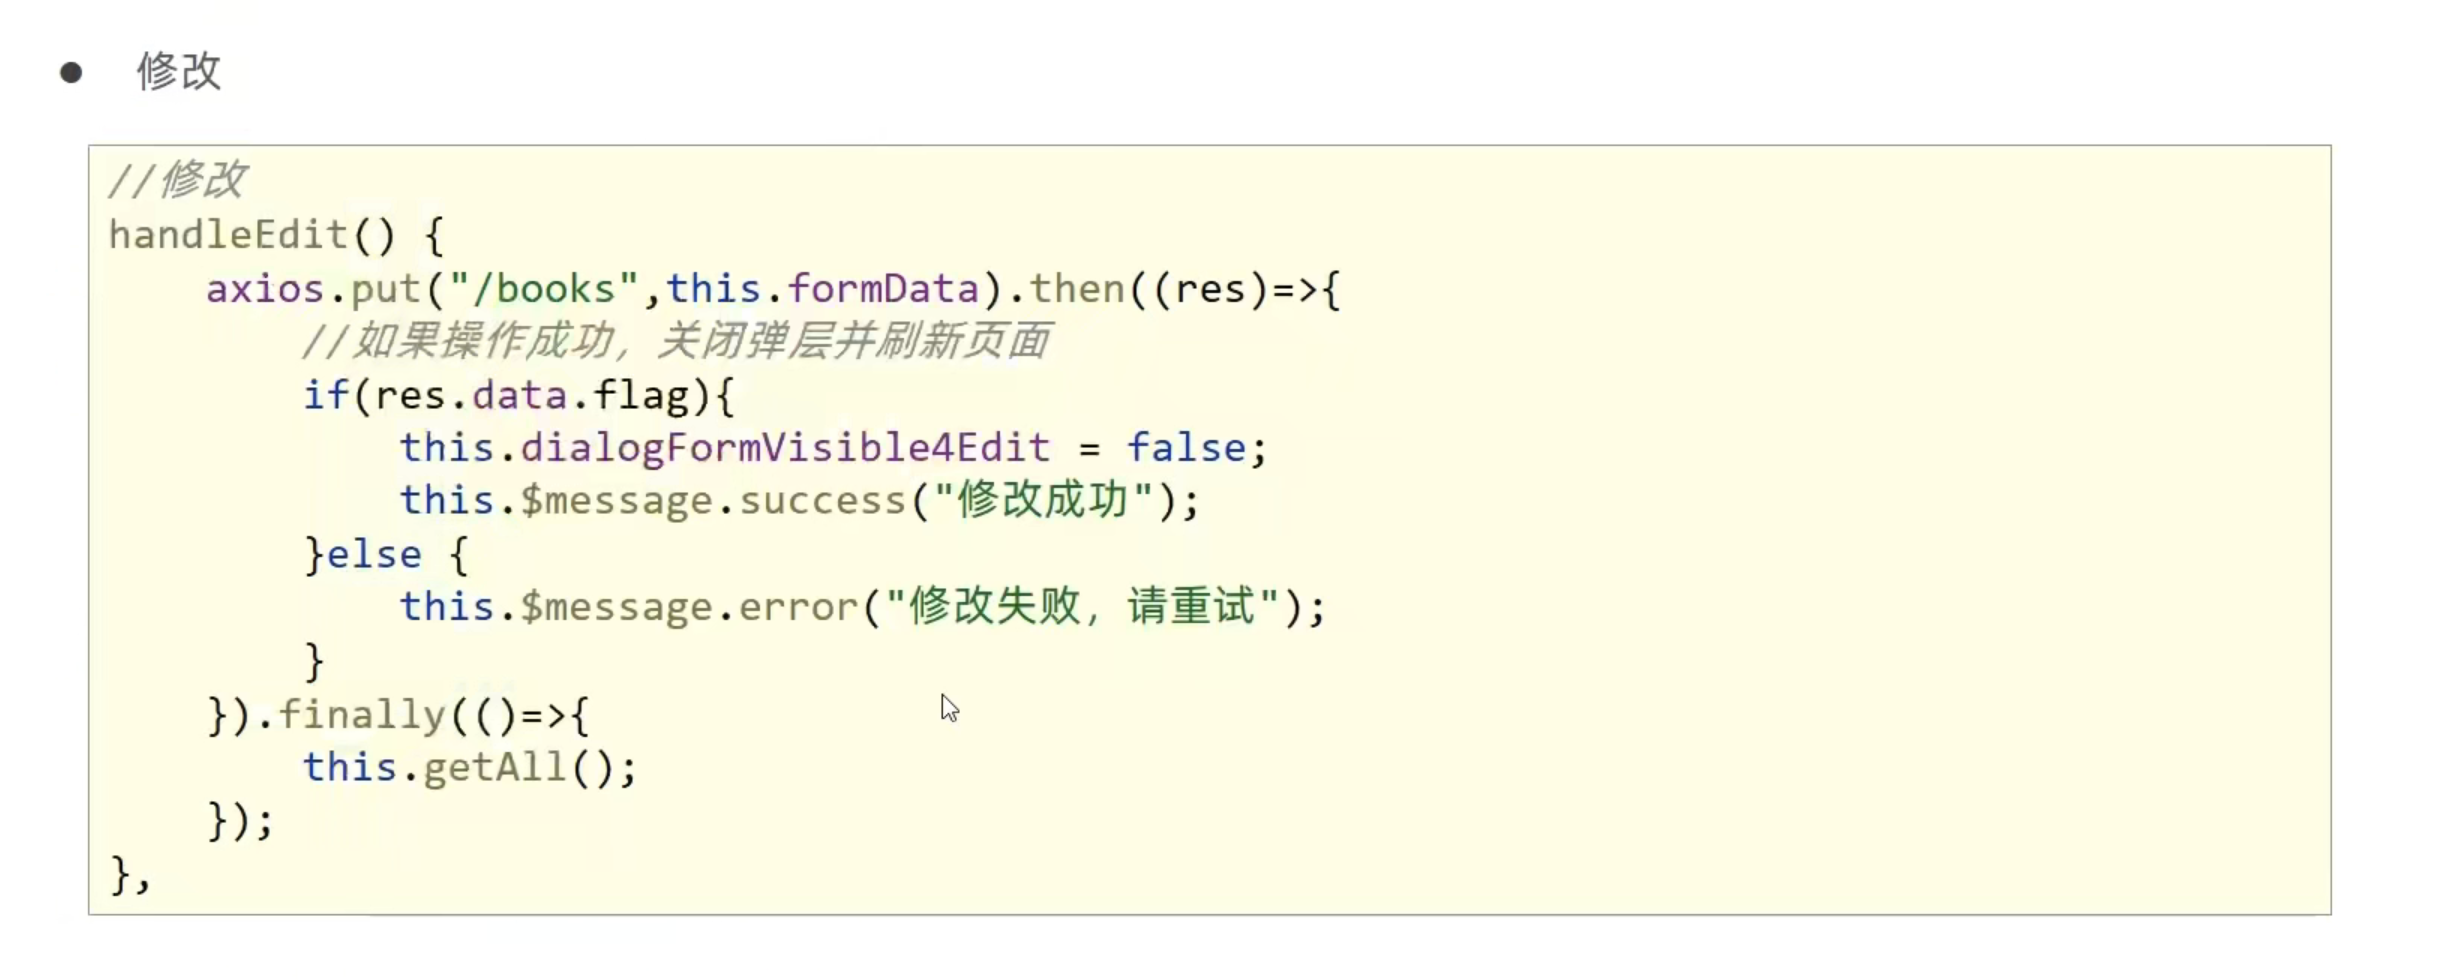 ● 修改
//修改
handleEdit() {
    axios.put("/books",this.formData).then((res)=>{
        //如果操作成功，关闭弹层并刷新页面
        if(res.data.flag){
            this.dialogFormVisible4Edit = false;
            this.$message.success("修改成功");
        }else {
            this.$message.error("修改失败，请重试");
        }
    }).finally(()=>{
        this.getAll();
    });
},